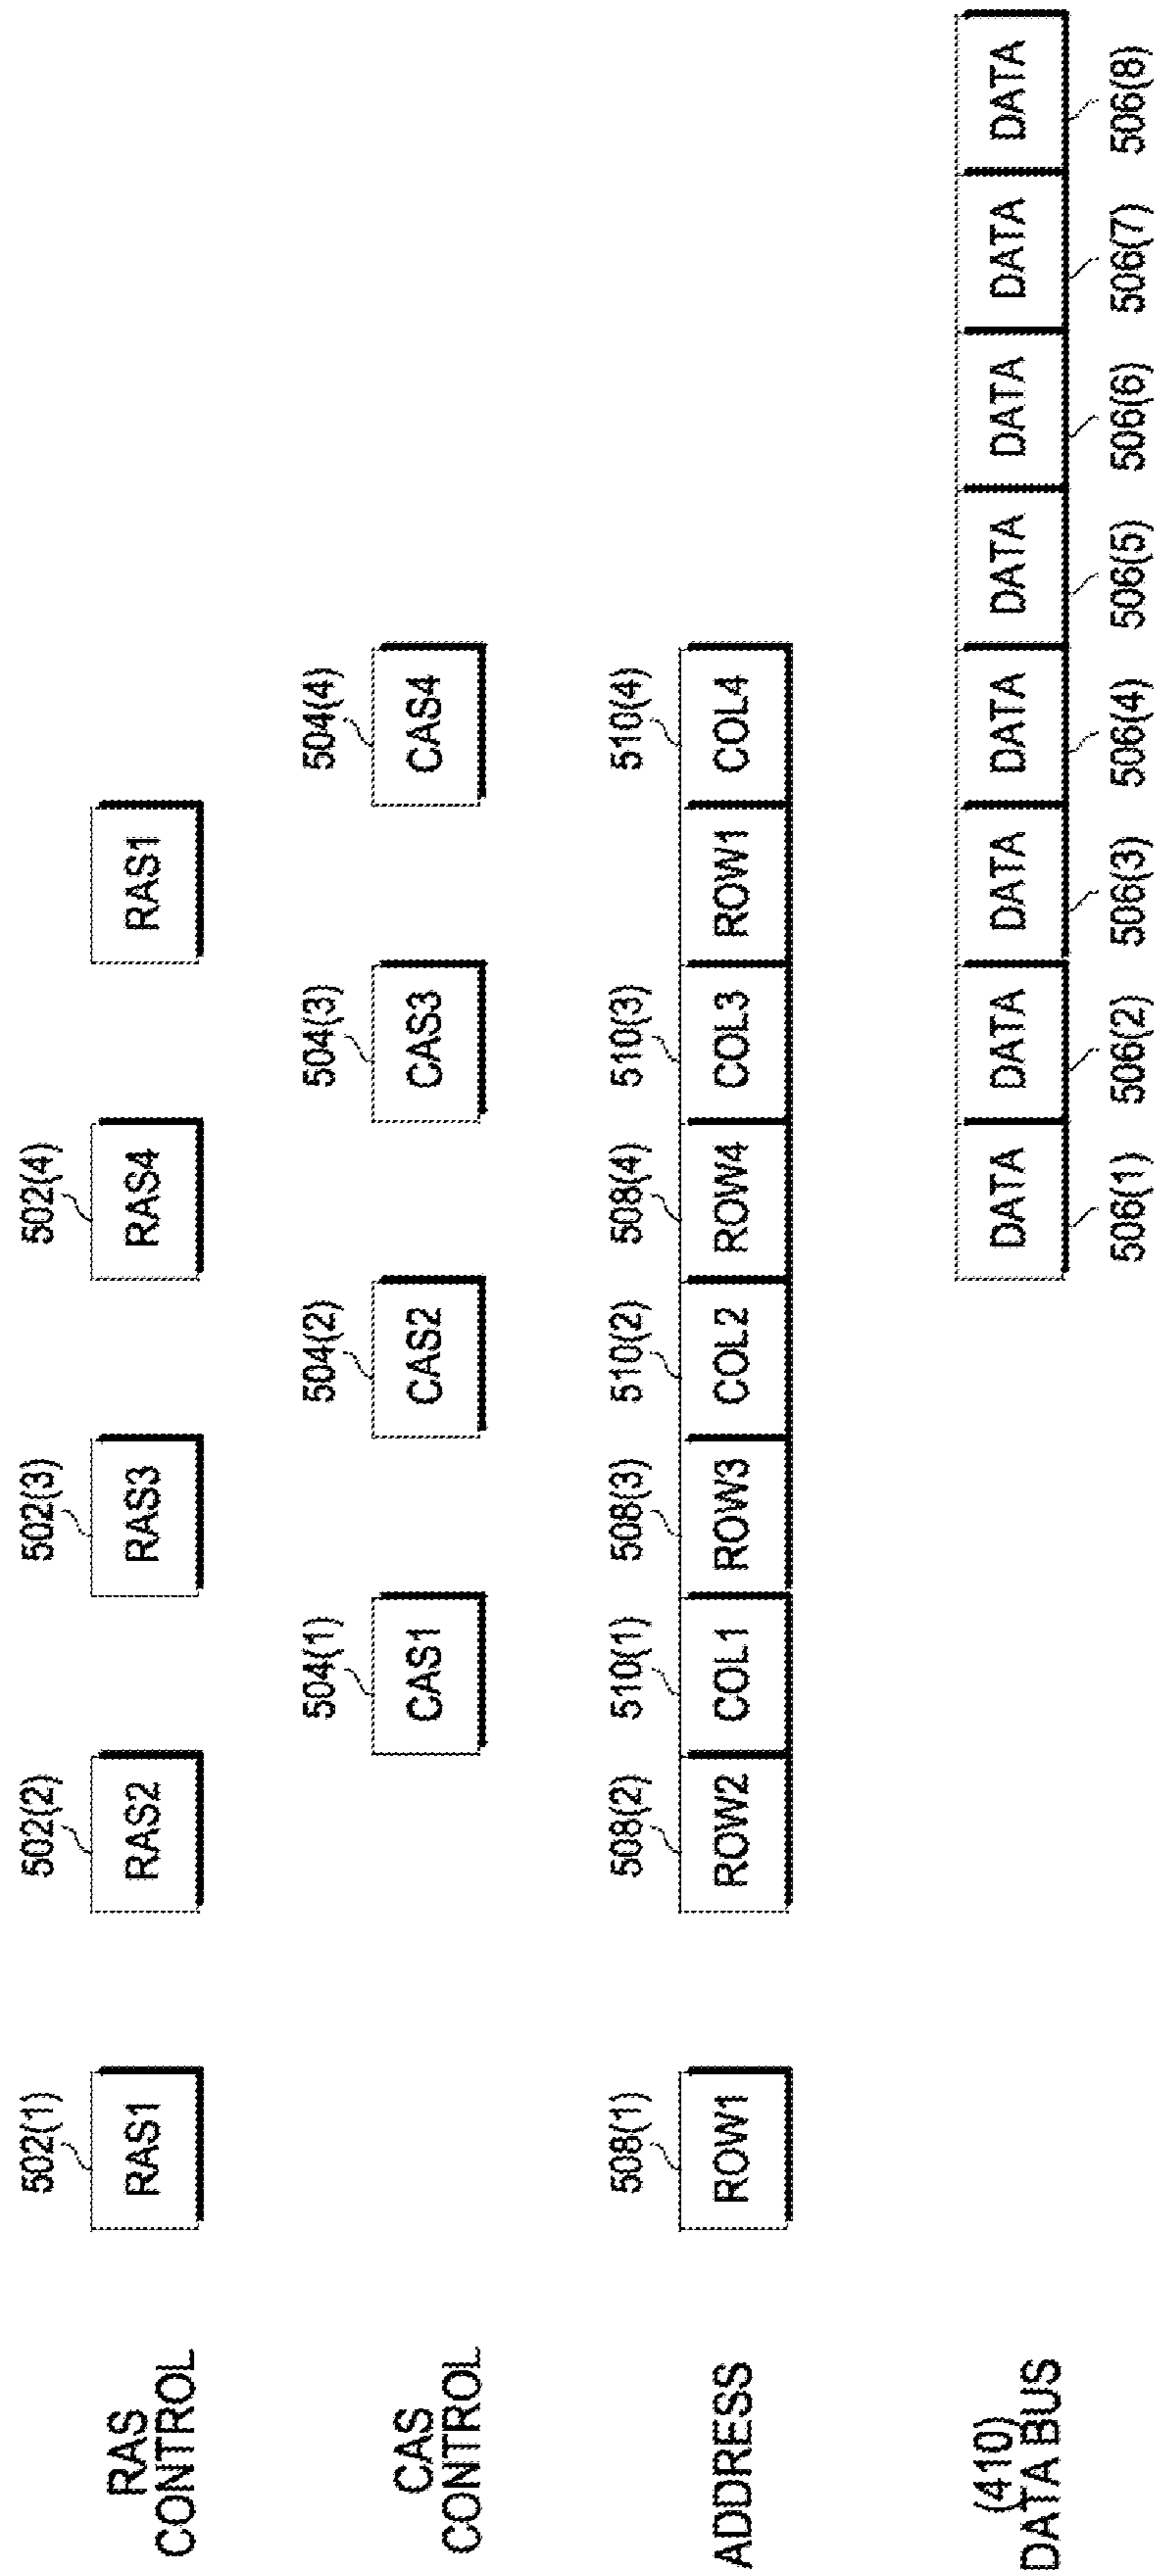 RAS
CONTROL
502(1)
RAS1
502(2)
RAS2
502(3)
RAS3
502(4)
RAS4
RAS1
CAS
CONTROL
504(1)
CAS1
504(2)
CAS2
504(3)
CAS3
504(4)
CAS4
ADDRESS
508(1)
ROW1
508(2)
ROW2
510(1)
COL1
508(3)
ROW3
510(2)
COL2
508(4)
ROW4
510(3)
COL3
ROW1
510(4)
COL4
(410)
DATA BUS
DATA
506(1)
DATA
506(2)
DATA
506(3)
DATA
506(4)
DATA
506(5)
DATA
506(6)
DATA
506(7)
DATA
506(8)